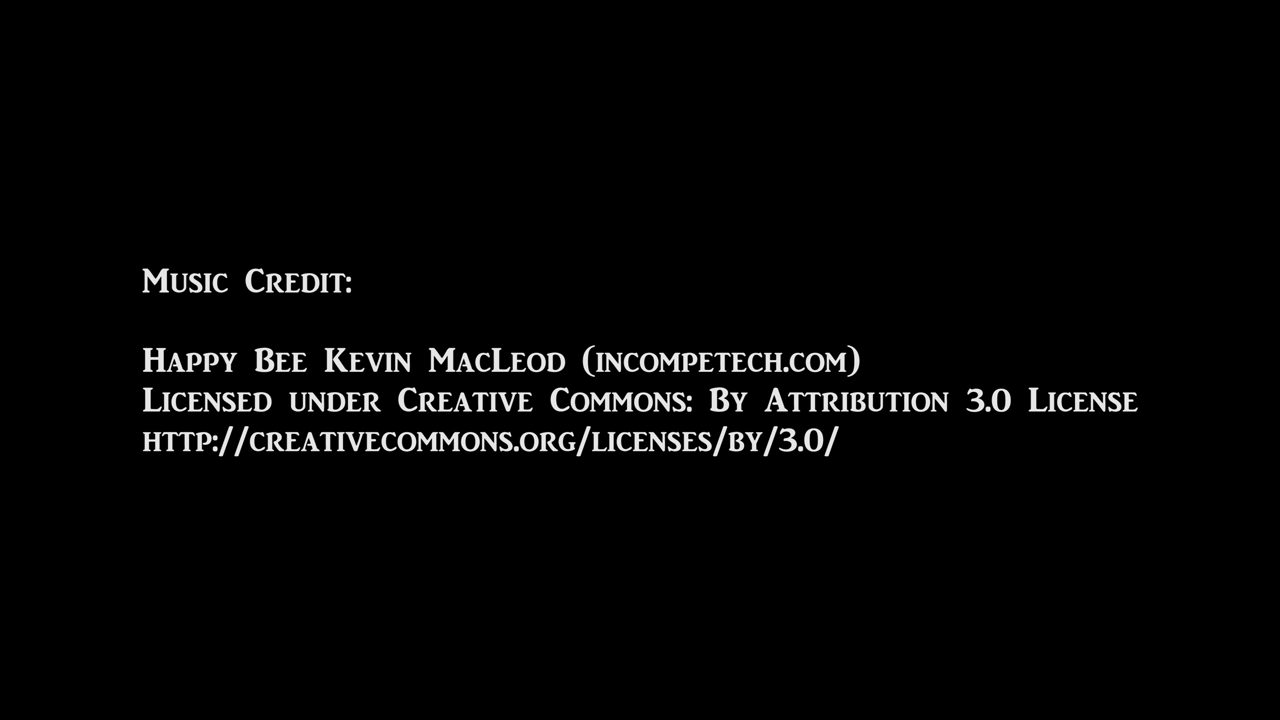 Music Credit:
Happy Bee Kevin MacLeod (incompetech.com)
Licensed under Creative Commons: By Attribution 3.0 License
http://creativecommons.org/licenses/by/3.0/